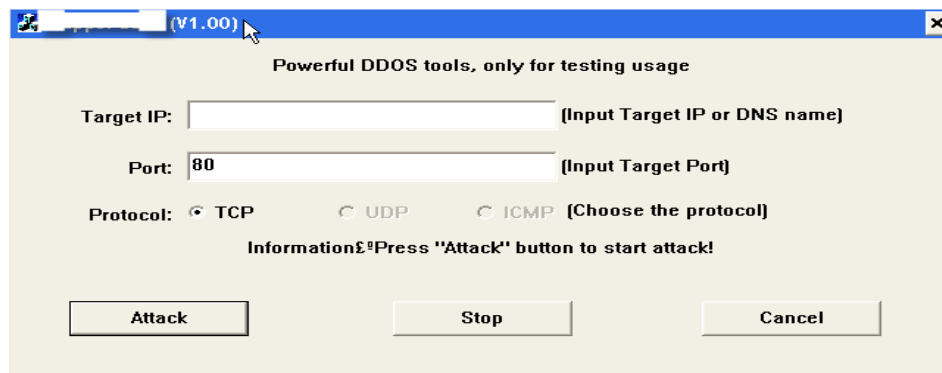 (V1.00)
Powerful DDOS tools, only for testing usage
Target IP: (Input Target IP or DNS name)
Port: 80 (Input Target Port)
Protocol: TCP UDP ICMP (Choose the protocol)
Information£ºPress "Attack" button to start attack!
Attack Stop Cancel